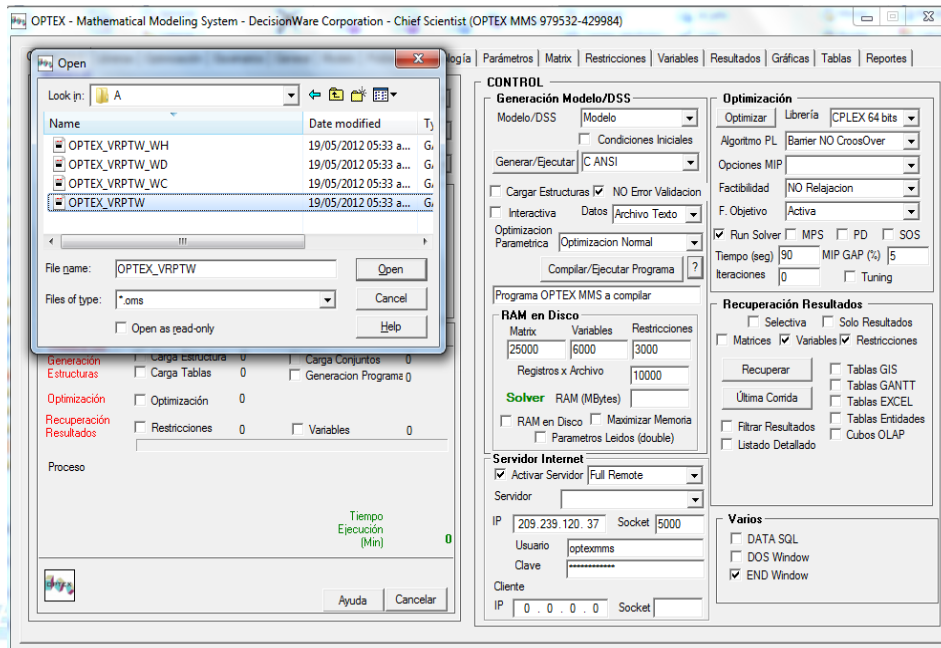 OPTEX - Mathematical Modeling System - DecisionWare Corporation - Chief Scientist (OPTEX MMS 979532-429984)
logía Parámetros Matrix Restricciones Variables Resultados Gráficas Tablas Reportes
Open
Look in: A
Name Date modified Ty
OPTEX_VRPTW_WH 19/05/2012 05:33 a... GA
OPTEX_VRPTW_WD 19/05/2012 05:33 a... GA
OPTEX_VRPTW_WC 19/05/2012 05:33 a... GA
OPTEX_VRPTW 19/05/2012 05:33 a... GA
File name: OPTEX_VRPTW Open
Files of type: *.oms Cancel
Open as read-only Help
Generación
Estructuras
Carga Estructura 0 Carga Conjuntos 0
Carga Tablas 0 Generacion Programa 0
Optimización Optimización 0
Recuperación
Resultados
Restricciones 0 Variables 0
Proceso
Tiempo
Ejecución
(Min) 0
Ayuda Cancelar
CONTROL
Generación Modelo/DSS
Modelo/DSS Modelo
Condiciones Iniciales
Generar/Ejecutar C ANSI
Cargar Estructuras NO Error Validacion
Interactiva Datos Archivo Texto
Optimizacion
Parametrica Optimizacion Normal
Compilar/Ejecutar Programa ?
Programa OPTEX MMS a compilar
RAM en Disco
Matrix Variables Restricciones
25000 6000 3000
Registros x Archivo 10000
Solver RAM (MBytes)
RAM en Disco Maximizar Memoria
Parametros Leidos (double)
Servidor Internet
Activar Servidor Full Remote
Servidor
IP 209.239.120. 37 Socket 5000
Usuario optexmms
Clave ************
Cliente
IP 0 . 0 . 0 . 0 Socket
Optimización
Optimizar Librería CPLEX 64 bits
Algoritmo PL Barrier NO CroosOver
Opciones MIP
Factibilidad NO Relajacion
F. Objetivo Activa
Run Solver MPS PD SOS
Tiempo (seg) 90 MIP GAP (%) 5
Iteraciones 0 Tuning
Recuperación Resultados
Selectiva Solo Resultados
Matrices Variables Restricciones
Recuperar Tablas GIS
Tablas GANTT
Última Corrida Tablas EXCEL
Tablas Entidades
Filtrar Resultados Cubos OLAP
Listado Detallado
Varios
DATA SQL
DOS Window
END Window